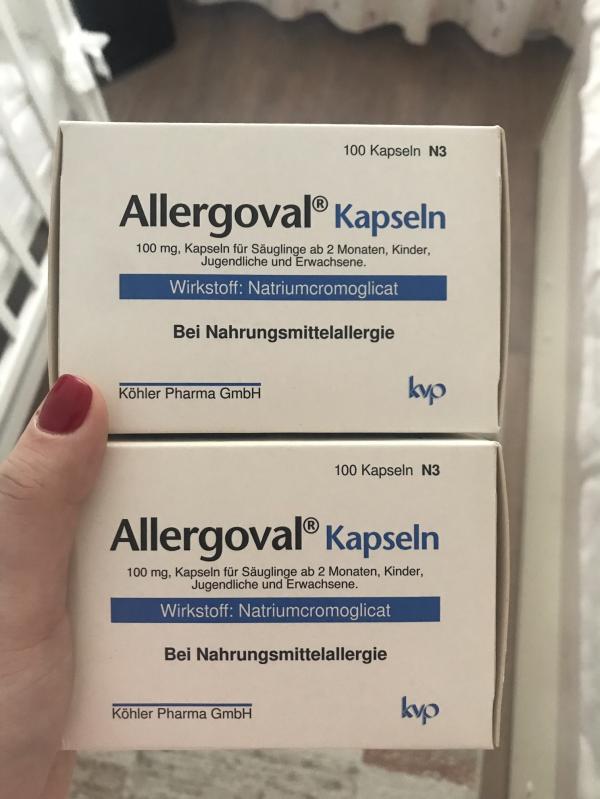 100 Kapseln N3
Allergoval® Kapseln
100 mg, Kapseln für Säuglinge ab 2 Monaten, Kinder,
Jugendliche und Erwachsene.
Wirkstoff: Natriumcromoglicat
Bei Nahrungsmittelallergie
Köhler Pharma GmbH kvp
100 Kapseln N3
Allergoval® Kapseln
100 mg, Kapseln für Säuglinge ab 2 Monaten, Kinder,
Jugendliche und Erwachsene.
Wirkstoff: Natriumcromoglicat
Bei Nahrungsmittelallergie
Köhler Pharma GmbH kvp